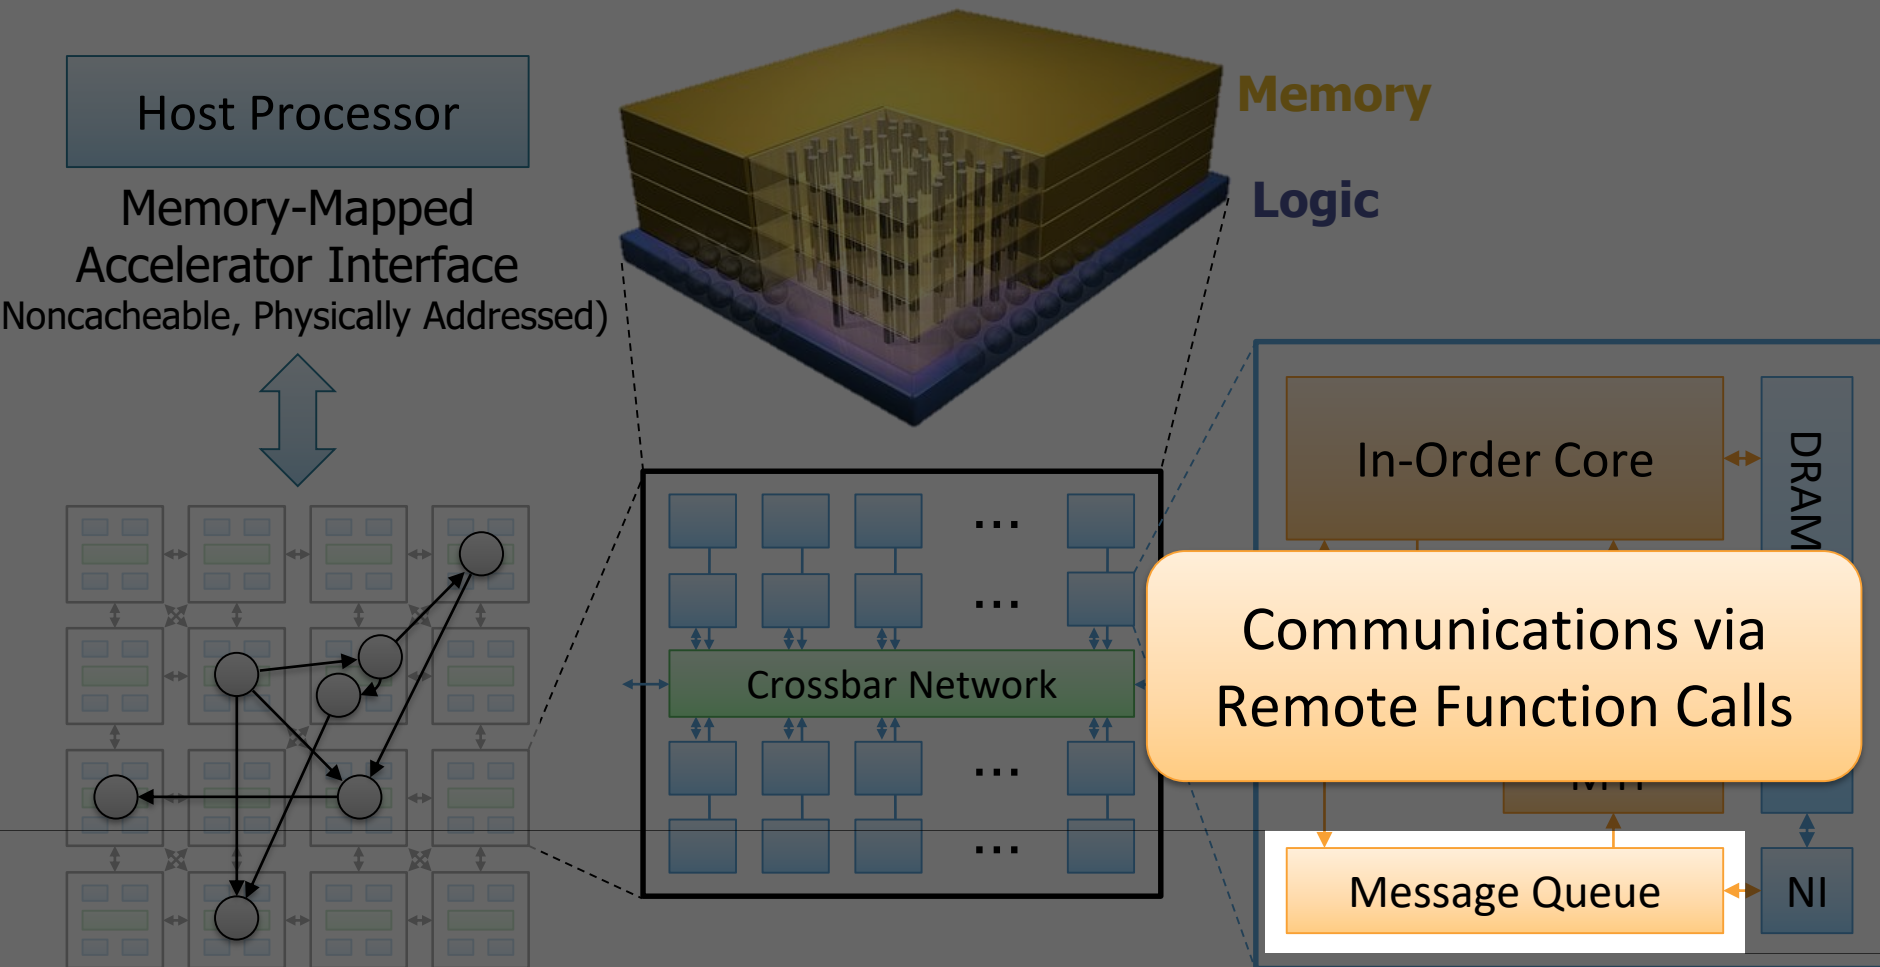 Host Processor
Memory-Mapped
Accelerator Interface
Noncacheable, Physically Addressed)
Memory
Logic
Crossbar Network
...
...
...
...
In-Order Core
DRAM
Communications via
Remote Function Calls
Message Queue
NI